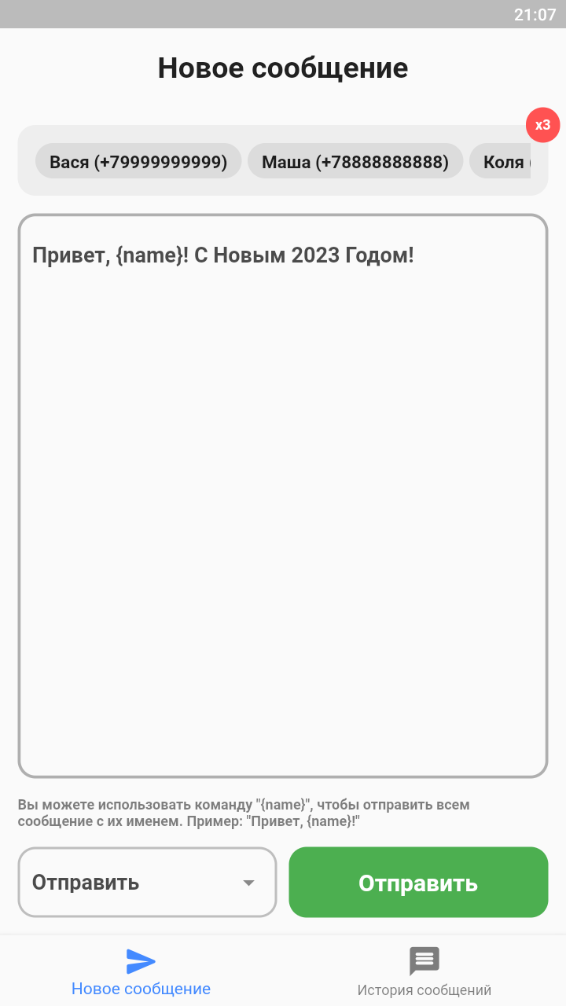 21:07
Новое сообщение
x3
Вася (+79999999999) Маша (+78888888888) Коля (
Привет, {name}! С Новым 2023 Годом!
Вы можете использовать команду "{name}", чтобы отправить всем
сообщение с их именем. Пример: "Привет, {name}!"
Отправить Отправить
Новое сообщение История сообщений